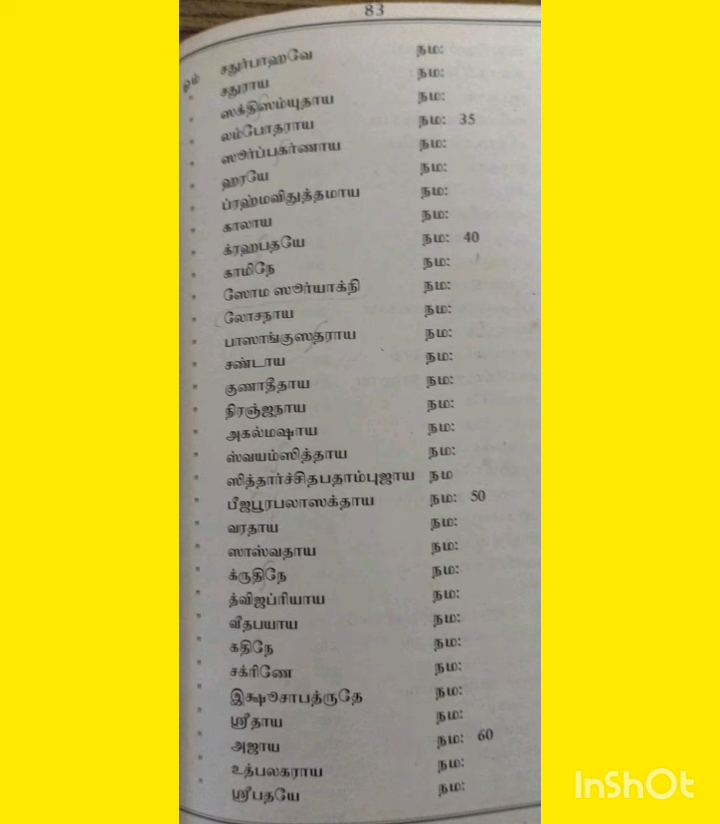 83
ஓம் சதுர்பாஹவே நம:
" சதுராய நம:
" ஸக்திஸம்யுதாய நம:
" லம்போதராய நம: 35
" ஸூர்ப்பகர்ணாய நம:
" ஹரயே நம:
" ப்ரஹ்மவிதுத்தமாய நம:
" காலாய நம:
" க்ரஹபதயே நம: 40
" காமிநே நம:
" ஸோம ஸூர்யாக்நி நம:
" லோசநாய நம:
" பாஸாங்குஸதராய நம:
" சண்டாய நம:
" குணாதீதாய நம:
" நிரஞ்ஜநாய நம:
" அகல்மஷாய நம:
" ஸ்வயம்ஸித்தாய நம:
" ஸித்தார்ச்சிதபதாம்புஜாய நம
" பீஜபூரபலாஸக்தாய நம: 50
" வரதாய நம:
" ஸாஸ்வதாய நம:
" க்ருதிநே நம:
" த்விஜப்ரியாய நம:
" வீதபயாய நம:
" கதிநே நம:
" சக்ரிணே நம:
" இக்ஷூசாபத்ருதே நம:
" ஸ்ரீதாய நம:
" அஜாய நம: 60
" உத்பலகராய நம:
" ஸ்ரீபதயே நம:
InShOt